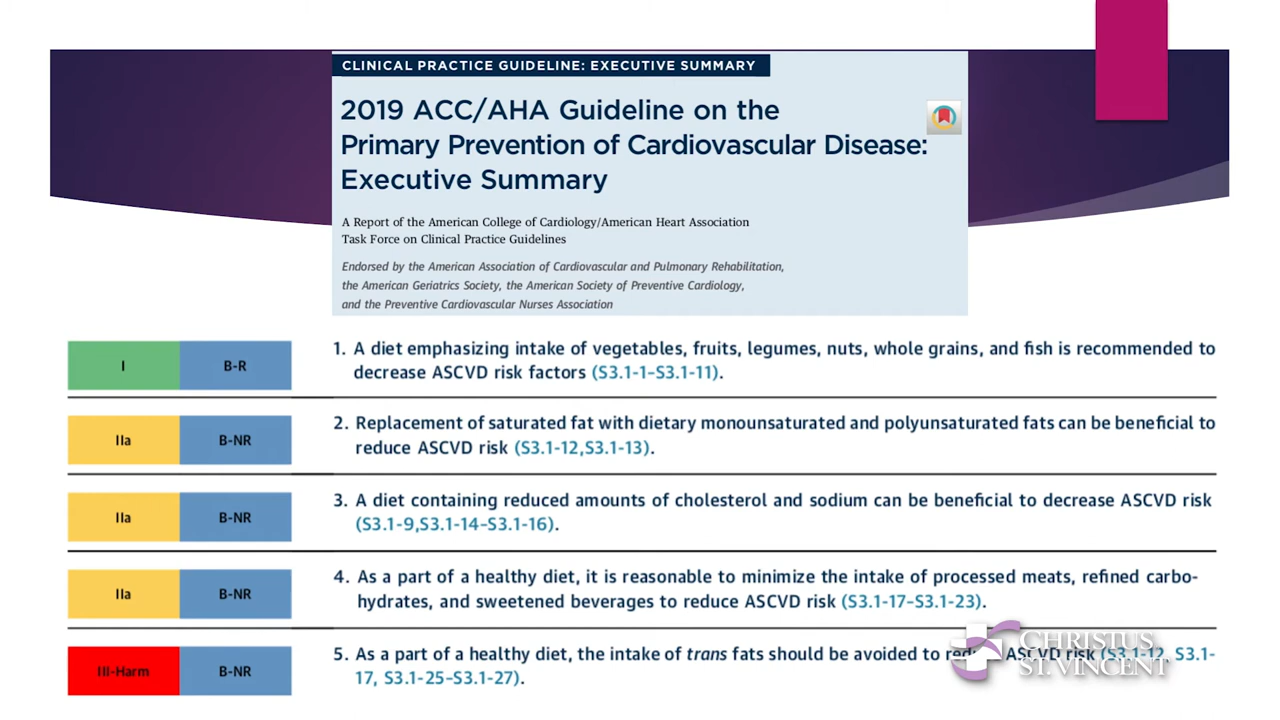 CLINICAL PRACTICE GUIDELINE: EXECUTIVE SUMMARY
2019 ACC/AHA Guideline on the
Primary Prevention of Cardiovascular Disease:
Executive Summary
A Report of the American College of Cardiology/American Heart Association
Task Force on Clinical Practice Guidelines
Endorsed by the American Association of Cardiovascular and Pulmonary Rehabilitation,
the American Geriatrics Society, the American Society of Preventive Cardiology,
and the Preventive Cardiovascular Nurses Association
I B-R 1. A diet emphasizing intake of vegetables, fruits, legumes, nuts, whole grains, and fish is recommended to
decrease ASCVD risk factors (S3.1-1–S3.1-11).
IIa B-NR 2. Replacement of saturated fat with dietary monounsaturated and polyunsaturated fats can be beneficial to
reduce ASCVD risk (S3.1-12,S3.1-13).
IIa B-NR 3. A diet containing reduced amounts of cholesterol and sodium can be beneficial to decrease ASCVD risk
(S3.1-9,S3.1-14–S3.1-16).
IIa B-NR 4. As a part of a healthy diet, it is reasonable to minimize the intake of processed meats, refined carbo-
hydrates, and sweetened beverages to reduce ASCVD risk (S3.1-17–S3.1-23).
III-Harm B-NR 5. As a part of a healthy diet, the intake of trans fats should be avoided to ASCVD risk (S3.1-12, S3.1-
17, S3.1-25–S3.1-27).
CHRISTUS
ST. VINCENT